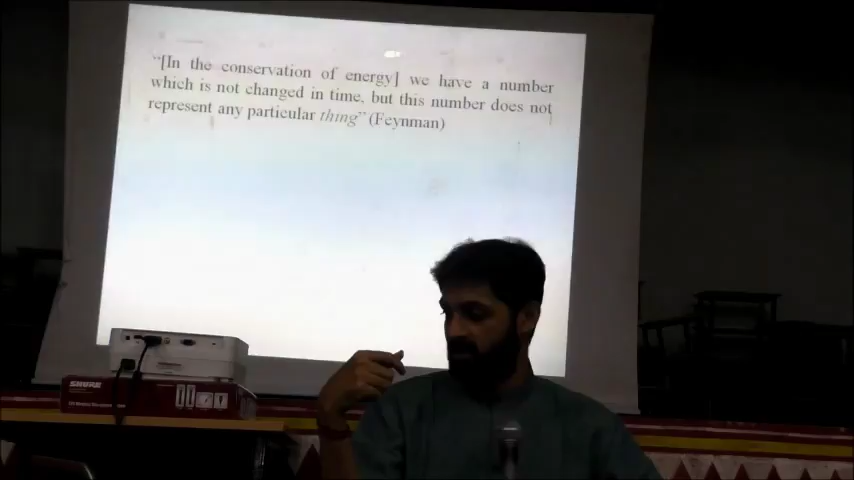 “[In the conservation of energy] we have a number
which is not changed in time, but this number does not
represent any particular thing” (Feynman)
SHURE